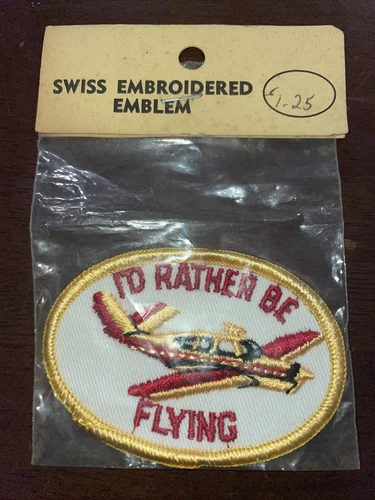 SWISS EMBROIDERED
EMBLEM
1.25
I'D RATHER BE
FLYING